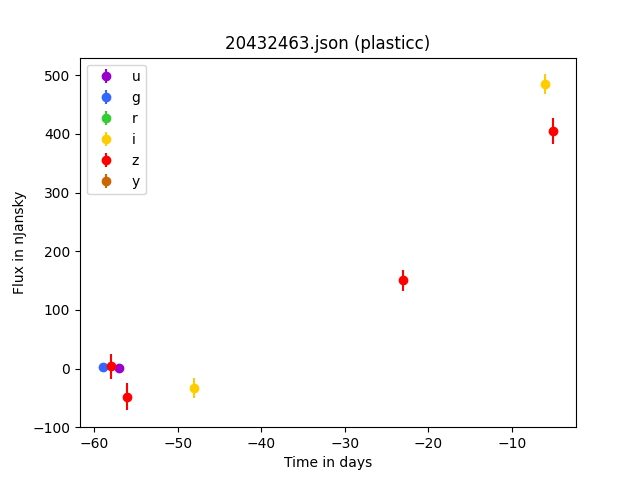 20432463.json (plasticc)
u
g
r
i
z
y
500
400
300
200
100
0
−100
Flux in nJansky
−60
−50
−40
−30
−20
−10
Time in days